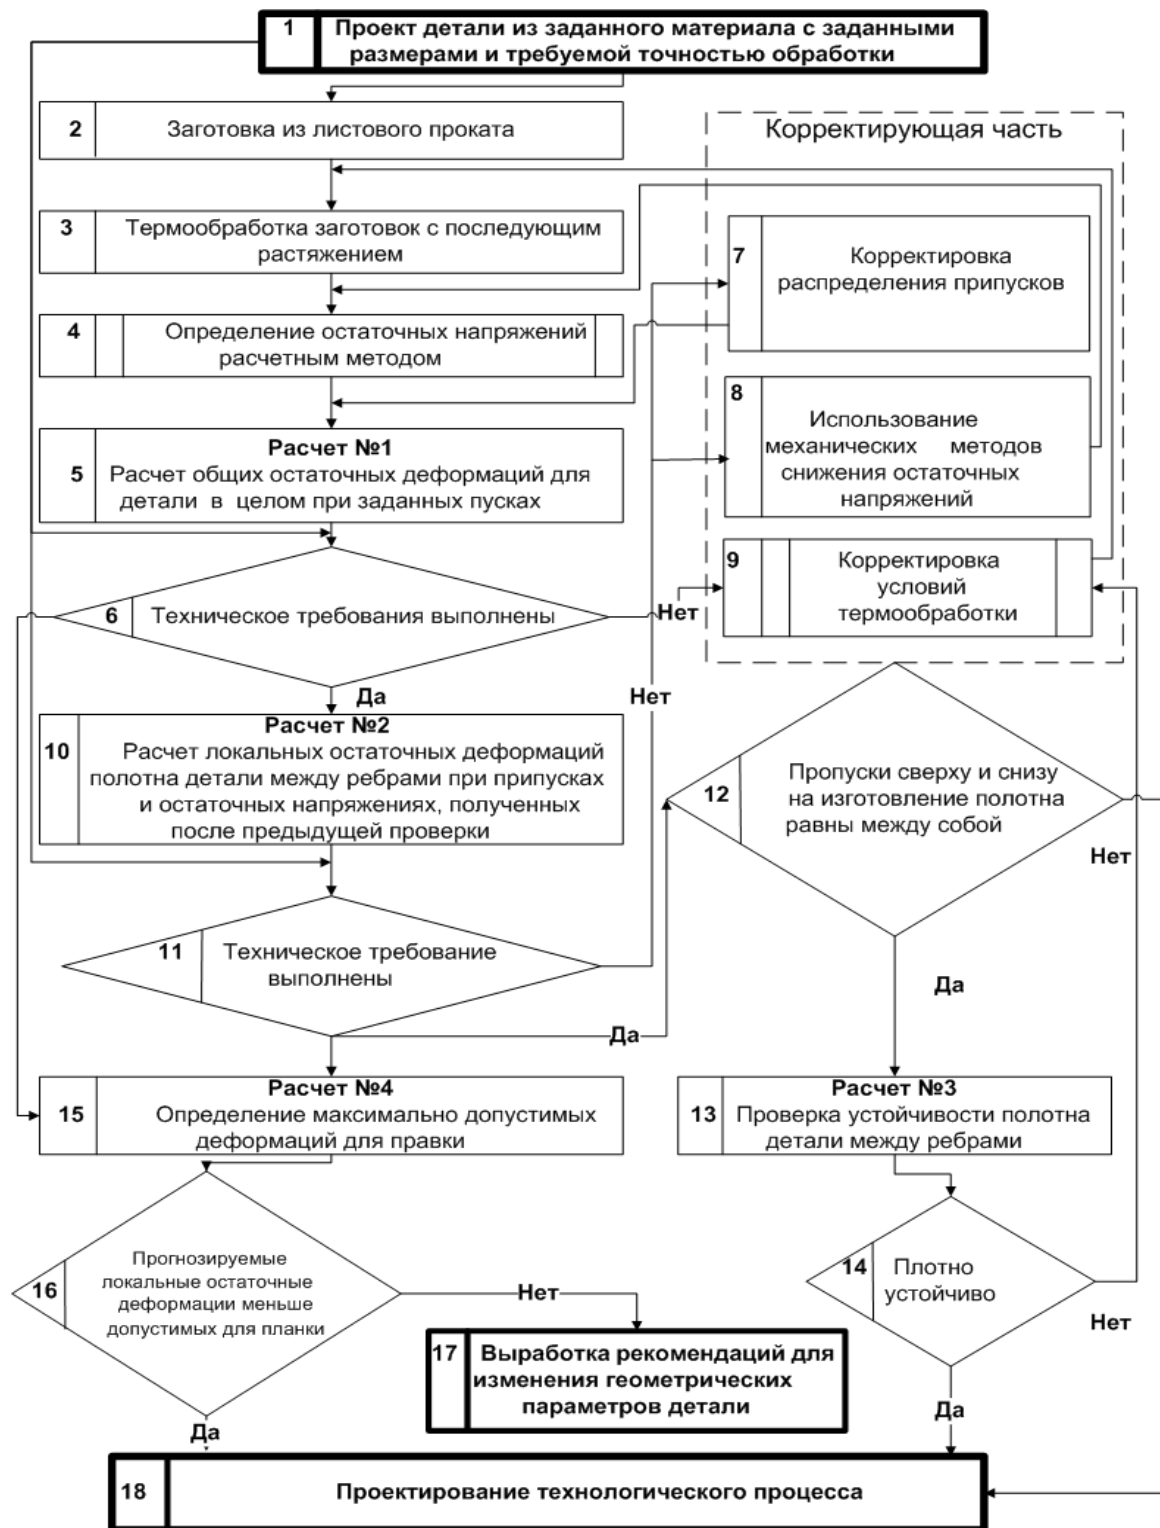 1
Проект детали из заданного материала с заданными
размерами и требуемой точностью обработки
2
Заготовка из листового проката
Корректирующая часть
3
Термообработка заготовок с последующим
растяжением
7
Корректировка
распределения припусков
4
Определение остаточных напряжений
расчетным методом
8
Использование
механических методов
снижения остаточных
напряжений
Расчет №1
5
Расчет общих остаточных деформаций для
детали в целом при заданных пусках
9
Корректировка
условий
термообработки
6
Техническое требования выполнены
Нет
Да
Нет
Расчет №2
10
Расчет локальных остаточных деформаций
полотна детали между ребрами при припусках
и остаточных напряжениях, полученных
после предыдущей проверки
12
Пропуски сверху и снизу
на изготовление полотна
равны между собой
Нет
11
Техническое требование
выполнены
Да
Да
Расчет №4
15
Определение максимально допустимых
деформаций для правки
Расчет №3
13
Проверка устойчивости полотна
детали между ребрами
16
Прогнозируемые
локальные остаточные
деформации меньше
допустимых для планки
Нет
14
Плотно
устойчиво
Нет
17
Выработка рекомендаций для
изменения геометрических
параметров детали
Да
Да
18
Проектирование технологического процесса